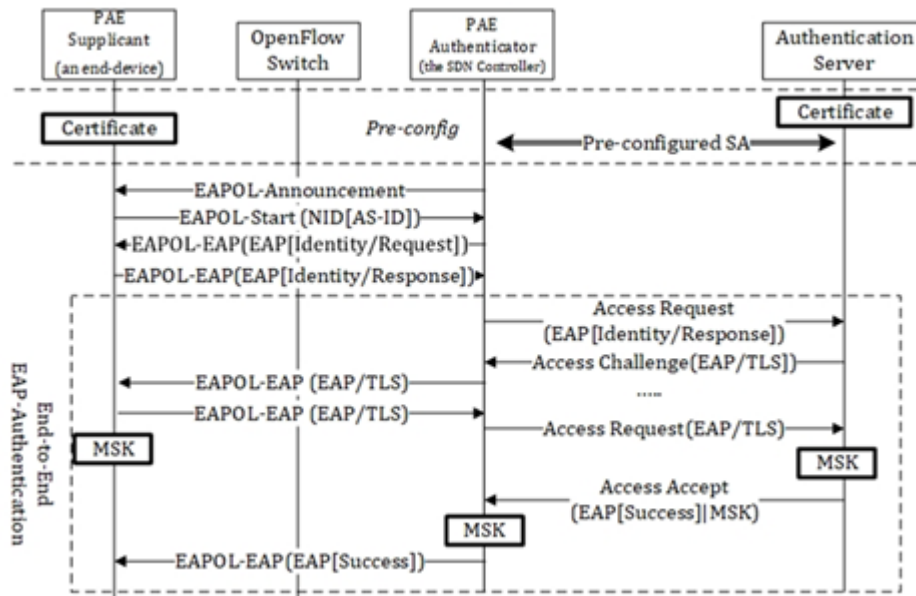 PAE
Supplicant
(an end-device)
OpenFlow
Switch
PAE
Authenticator
(the SDN Controller)
Authentication
Server
Certificate
Pre-config
Certificate
Pre-configured SA
EAPOL-Announcement
EAPOL-Start (NID[AS-ID])
EAPOL-EAP(EAP[Identity/Request])
EAPOL-EAP(EAP[Identity/Response])
Access Request
(EAP[Identity/Response])
Access Challenge(EAP/TLS])
EAPOL-EAP (EAP/TLS)
.....
EAPOL-EAP (EAP/TLS)
Access Request(EAP/TLS)
MSK
MSK
Access Accept
(EAP[Success]|MSK)
MSK
EAPOL-EAP(EAP[Success])
End-to-End
EAP-Authentication